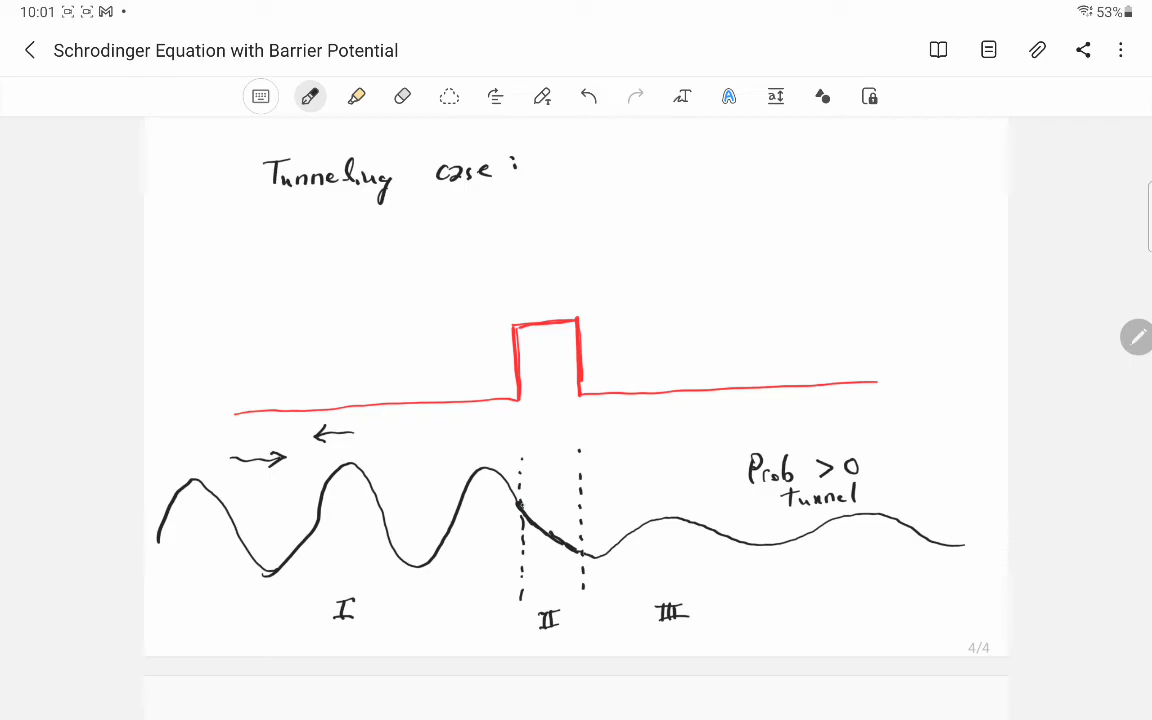 10:01
53%
Schrodinger Equation with Barrier Potential
Tunneling case :
Prob > 0
tunnel
I
II
III
4/4